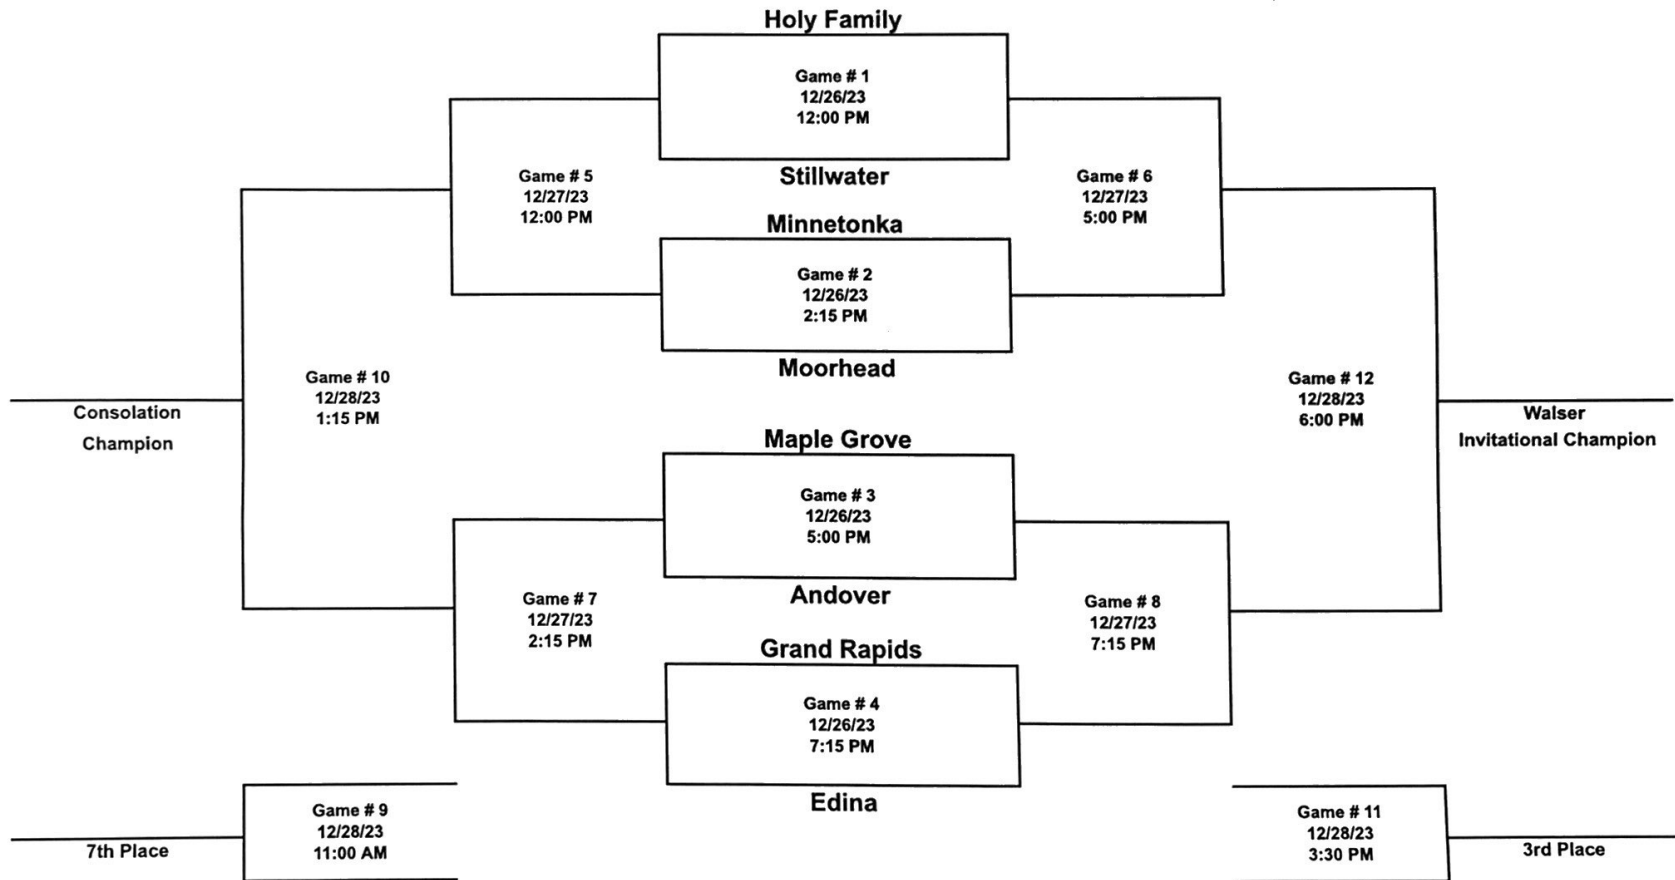 Holy Family
Game # 1
12/26/23
12:00 PM
Stillwater
Game # 5
12/27/23
12:00 PM
Game # 6
12/27/23
5:00 PM
Minnetonka
Game # 2
12/26/23
2:15 PM
Moorhead
Game # 10
12/28/23
1:15 PM
Consolation
Champion
Game # 12
12/28/23
6:00 PM
Walser
Invitational Champion
Maple Grove
Game # 3
12/26/23
5:00 PM
Andover
Game # 7
12/27/23
2:15 PM
Game # 8
12/27/23
7:15 PM
Grand Rapids
Game # 4
12/26/23
7:15 PM
Edina
Game # 9
12/28/23
11:00 AM
7th Place
Game # 11
12/28/23
3:30 PM
3rd Place